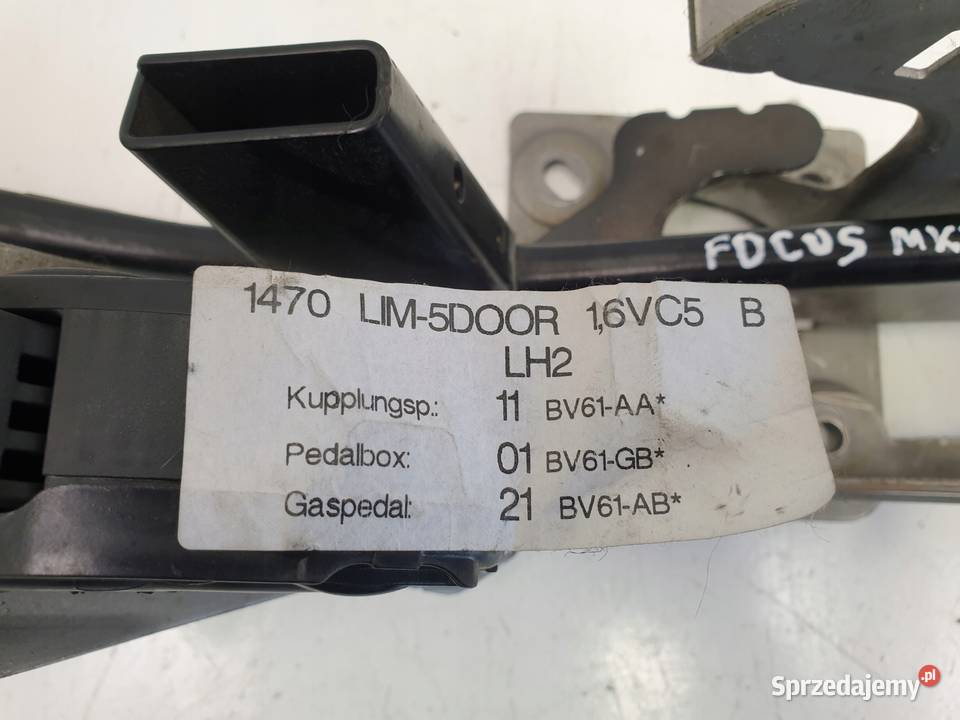 FOCUS MK
1470 LIM-5DOOR 1,6VC5 B
LH2
Kupplungsp.: 11 BV61-AA*
Pedalbox: 01 BV61-GB*
Gaspedal: 21 BV61-AB*
Sprzedajemy.pl